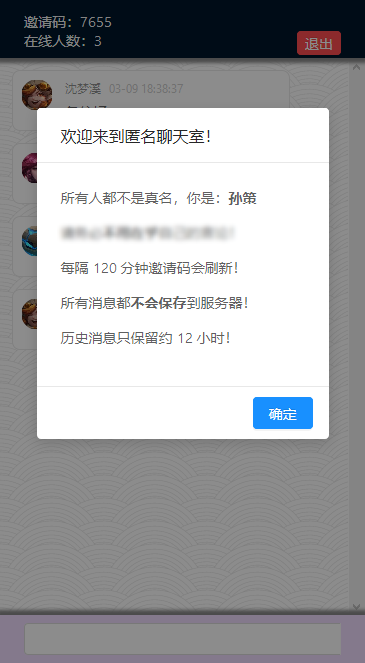 邀请码：7655
在线人数：3
退出
沈梦溪 03-09 18:38:37
欢迎来到匿名聊天室！
所有人都不是真名，你是：孙策
每隔 120 分钟邀请码会刷新！
所有消息都不会保存到服务器！
历史消息只保留约 12 小时！
确定